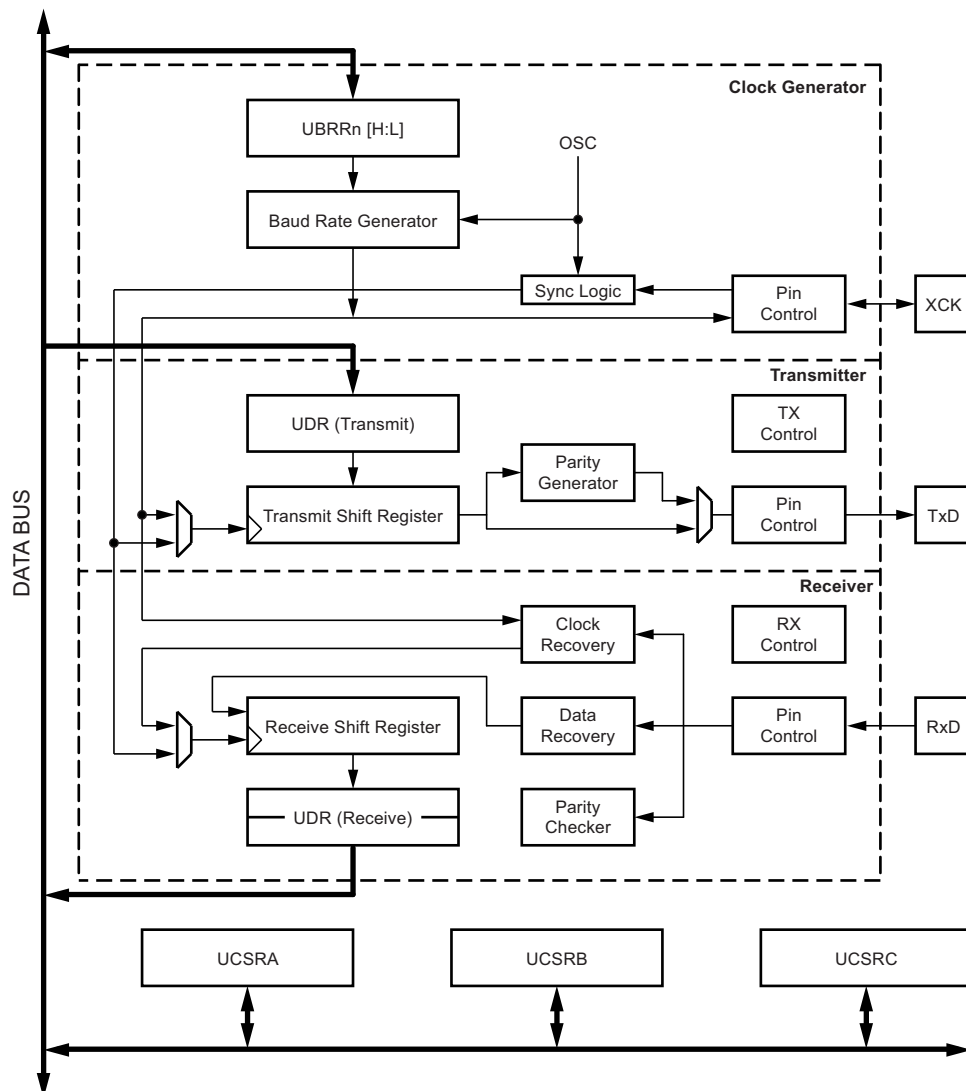 Clock Generator
UBRRn [H:L]
OSC
Baud Rate Generator
Sync Logic
Pin
Control
XCK
Transmitter
UDR (Transmit)
TX
Control
Parity
Generator
Transmit Shift Register
Pin
Control
TxD
DATA BUS
Receiver
Clock
Recovery
RX
Control
Receive Shift Register
Data
Recovery
Pin
Control
RxD
UDR (Receive)
Parity
Checker
UCSRA
UCSRB
UCSRC